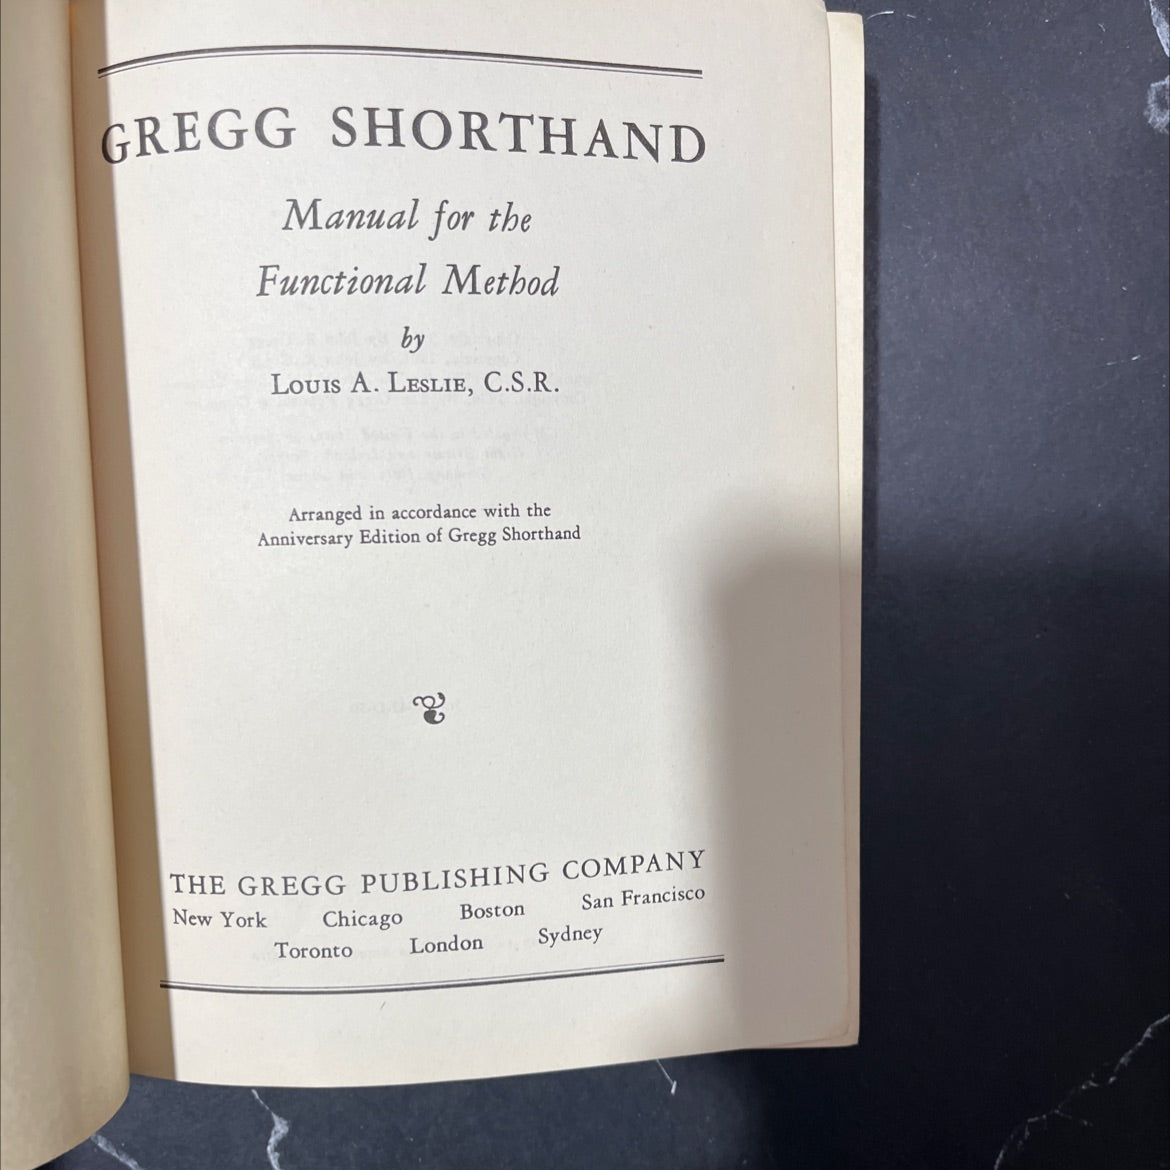 GREGG SHORTHAND
Manual for the
Functional Method
by
LOUIS A. LESLIE, C.S.R.
Arranged in accordance with the
Anniversary Edition of Gregg Shorthand
THE GREGG PUBLISHING COMPANY
New York Chicago Boston San Francisco
Toronto London Sydney